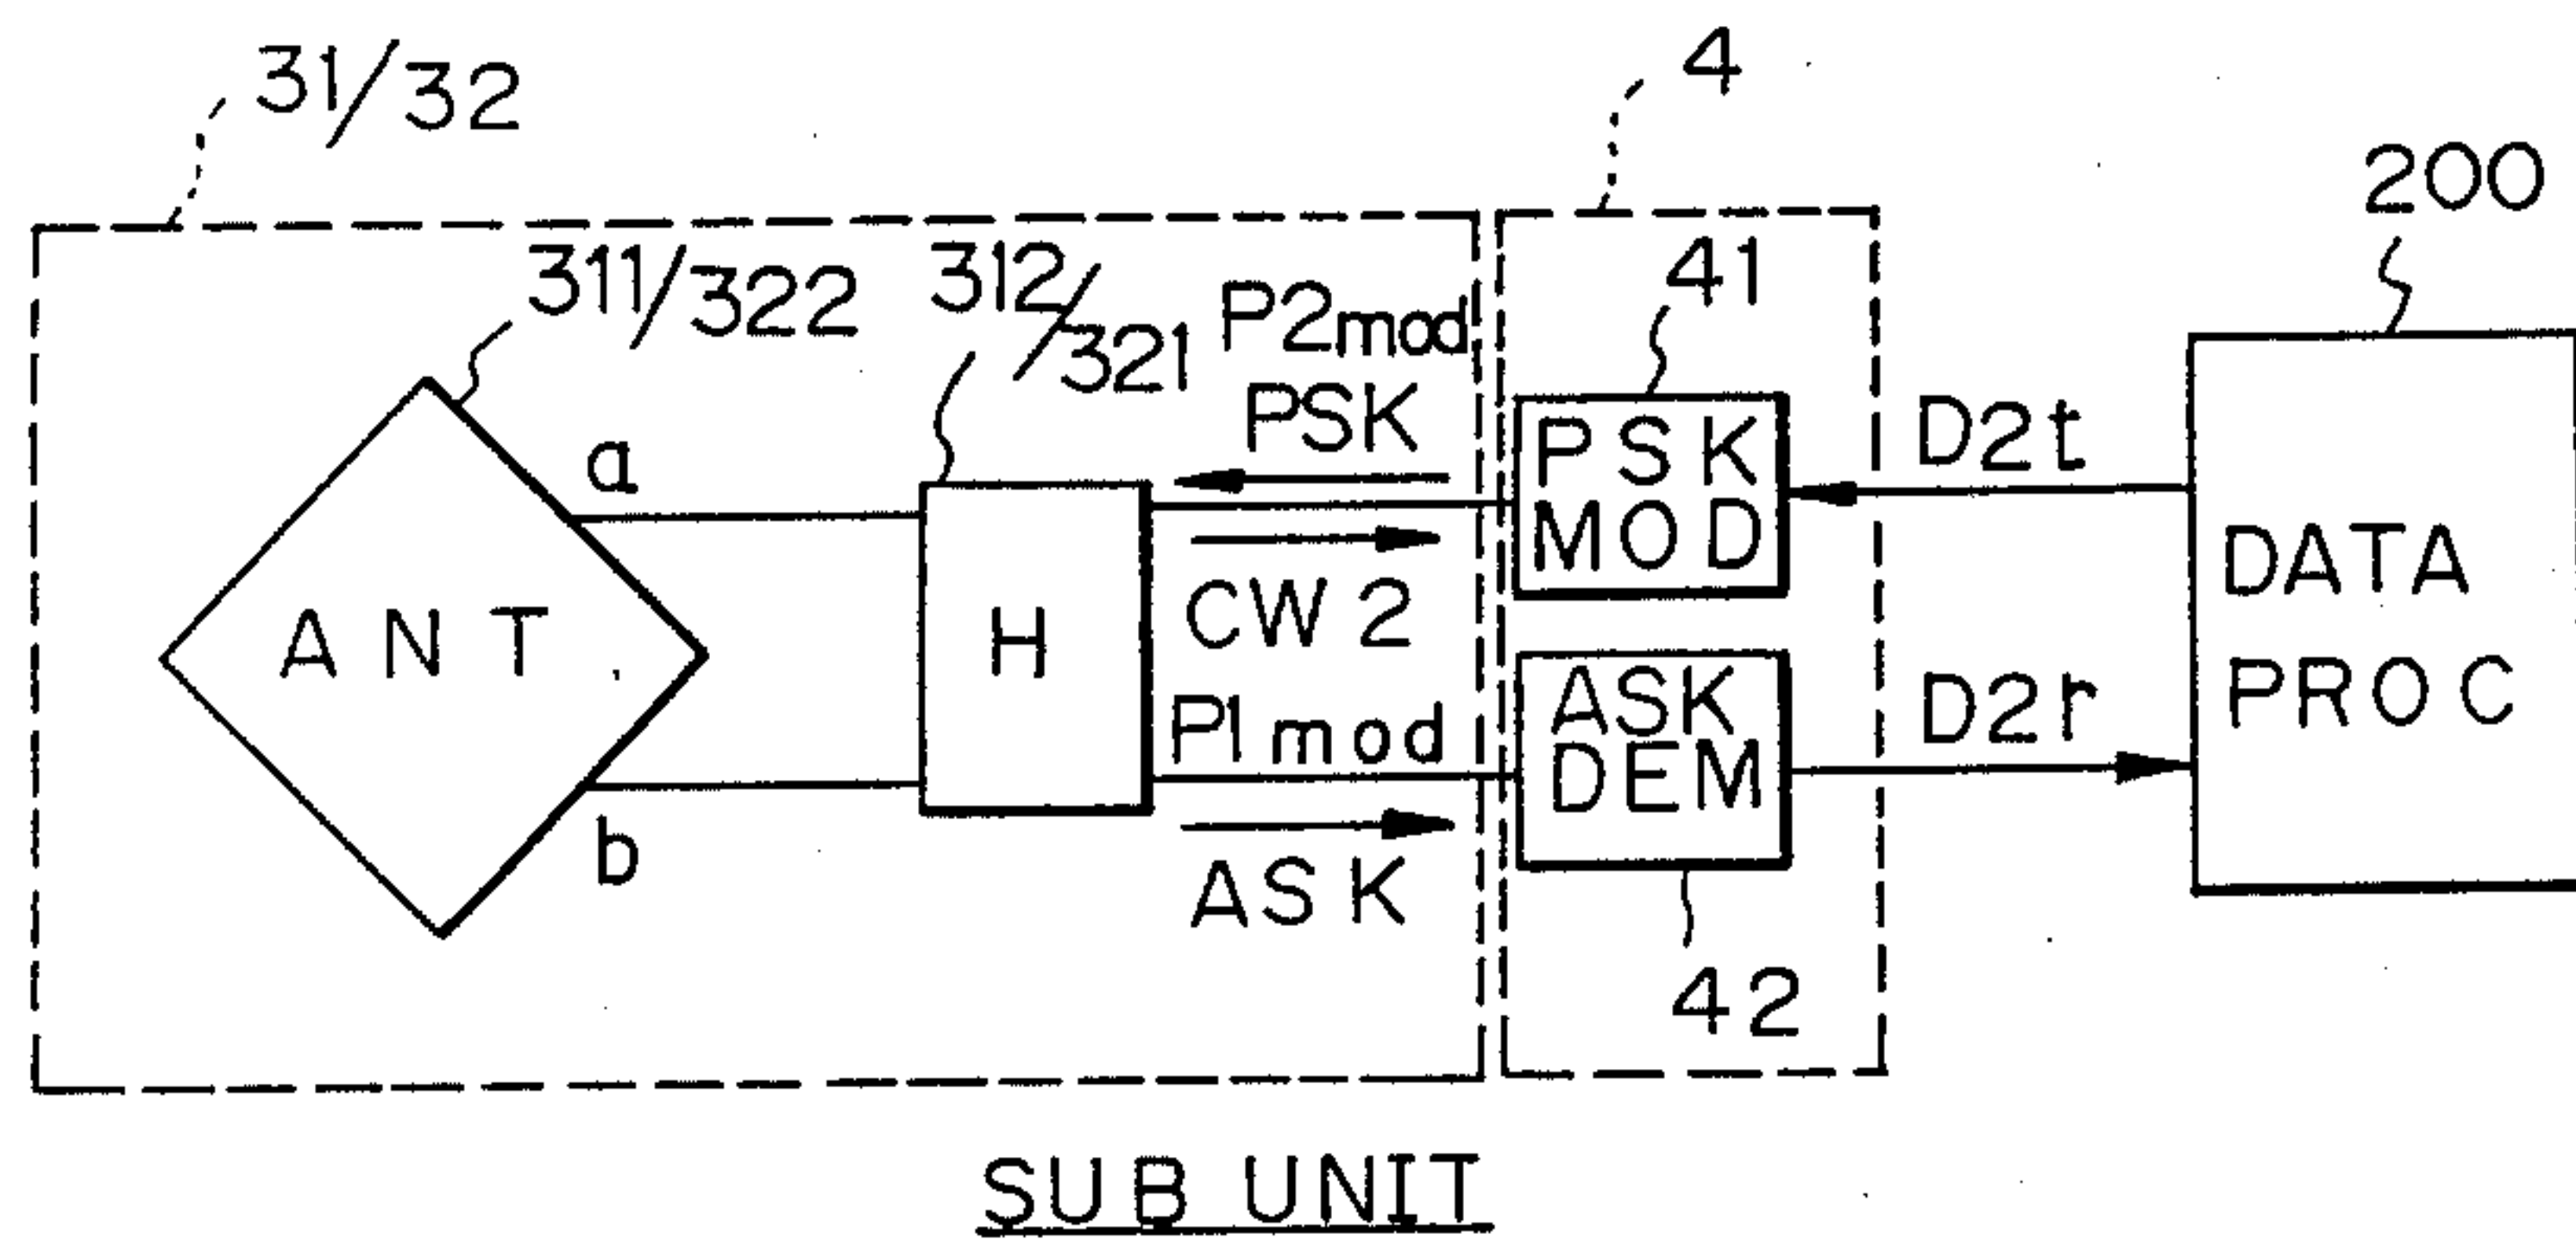 31/32
4
200
311/322
312/321
P2mod
41
PSK
a
PSK
MOD
D2t
ANT
H
CW2
DATA
PROC
P1mod
ASK
DEM
D2r
b
ASK
42
SUB UNIT